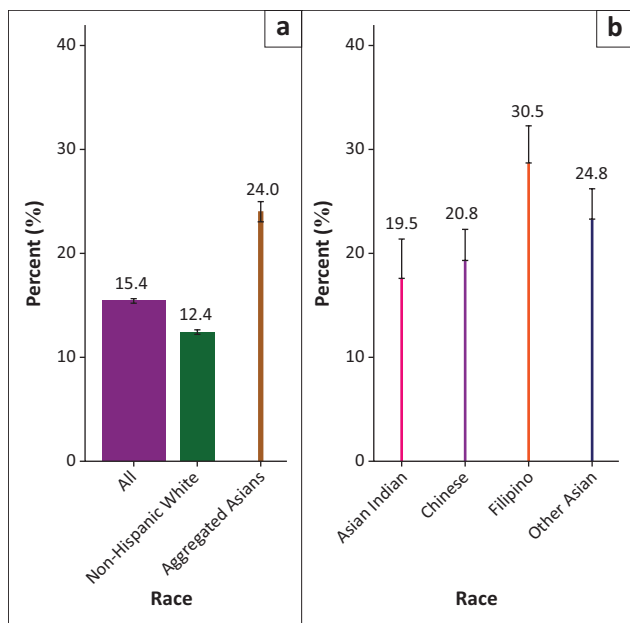 a
Percent (%)
40
30
20
10
0
15.4
12.4
24.0
All
Non-Hispanic White
Aggregated Asians
Race
b
Percent (%)
40
30
20
10
0
19.5
20.8
30.5
24.8
Asian Indian
Chinese
Filipino
Other Asian
Race